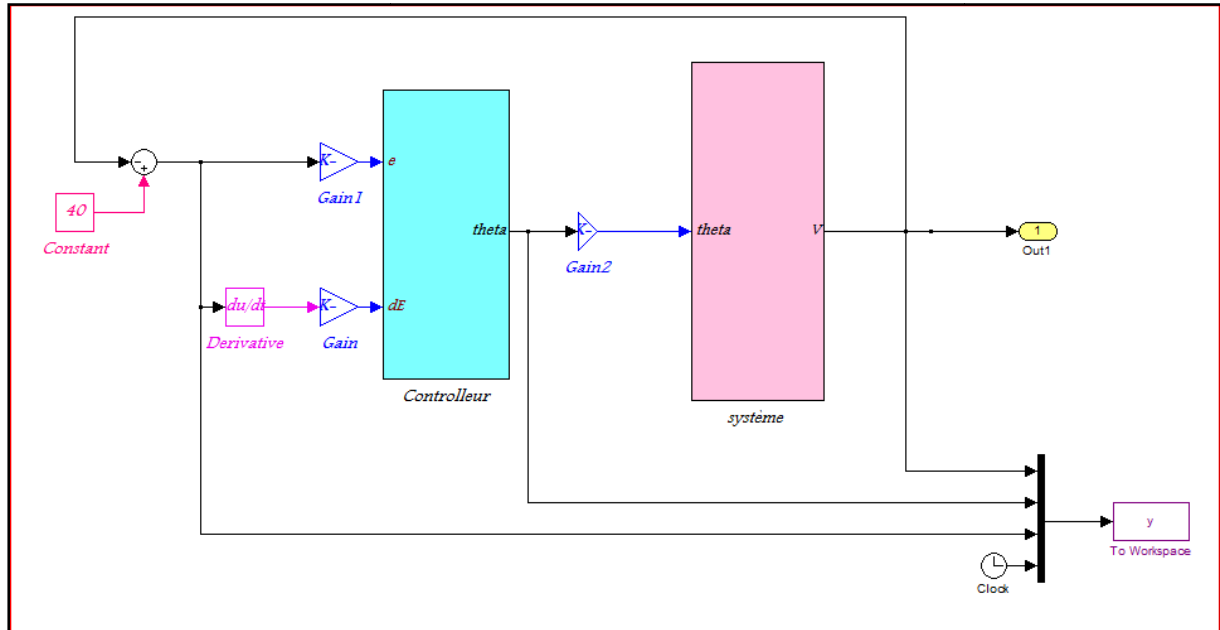 -
+
40
Constant
K-
Gain1
e
du/dt
Derivative
K-
Gain
dE
theta
Controlleur
K-
Gain2
theta
V
système
1
Out1
Clock
y
To Workspace